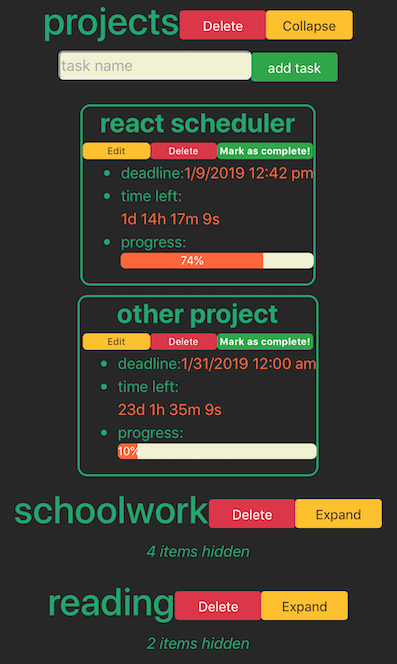 projects Delete Collapse
task name add task
react scheduler
Edit Delete Mark as complete!
deadline:1/9/2019 12:42 pm
time left:
1d 14h 17m 9s
progress:
74%
other project
Edit Delete Mark as complete!
deadline:1/31/2019 12:00 am
time left:
23d 1h 35m 9s
progress:
10%
schoolwork Delete Expand
4 items hidden
reading Delete Expand
2 items hidden